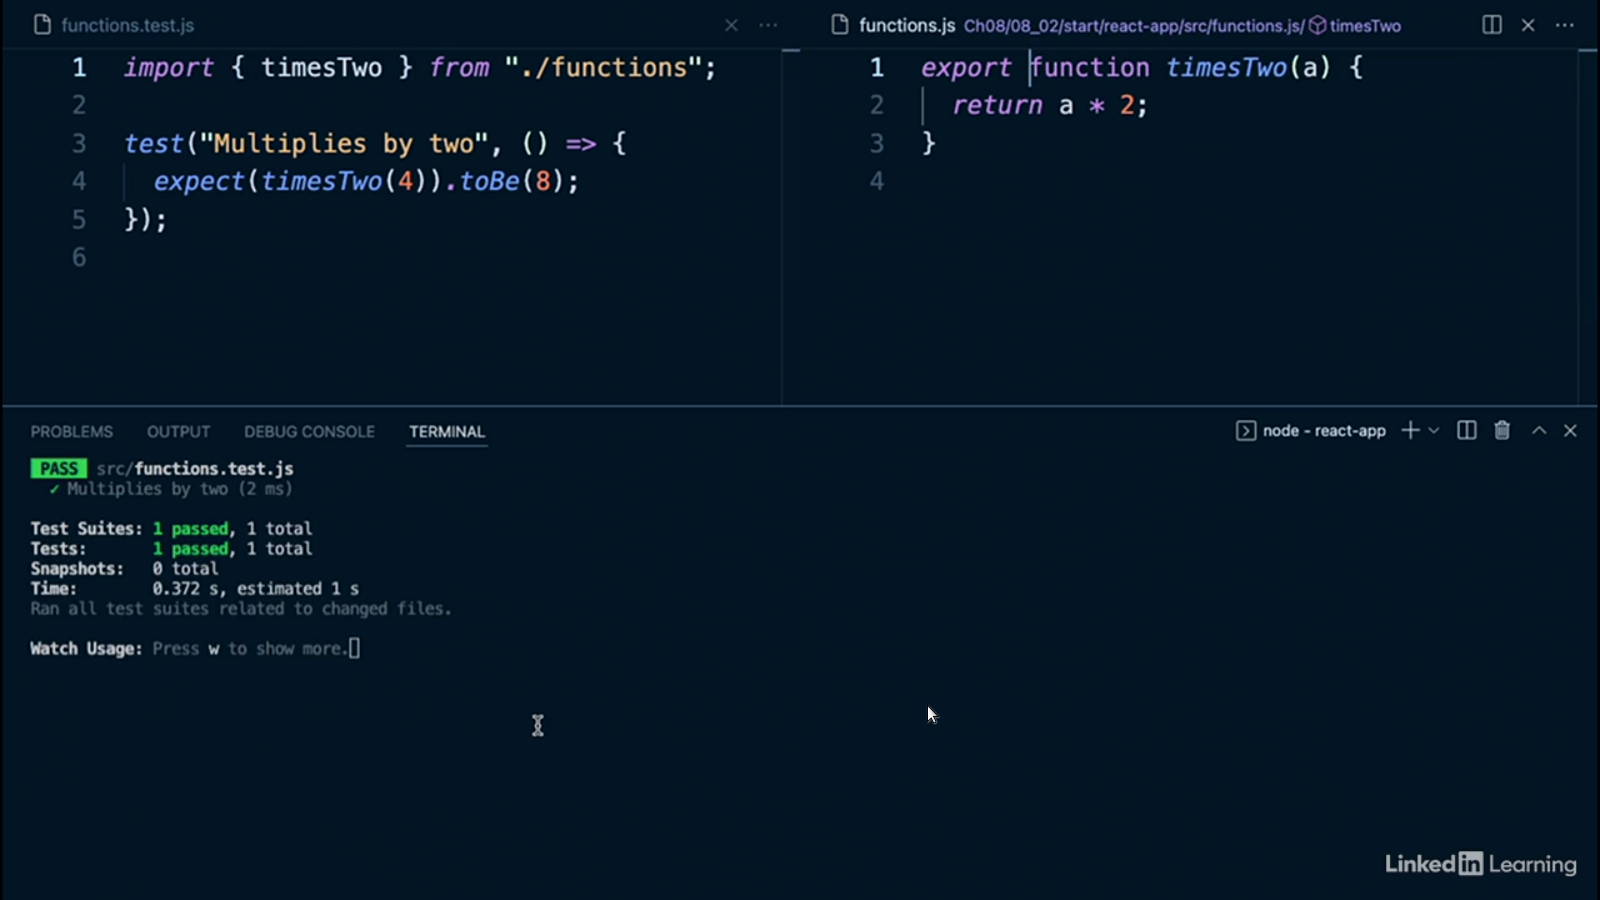 functions.test.js
1 import { timesTwo } from "./functions";
2
3 test("Multiplies by two", () => {
4 expect(timesTwo(4)).toBe(8);
5 });
6
functions.js Ch08/08_02/start/react-app/src/functions.js/ timesTwo
1 export function timesTwo(a) {
2 return a * 2;
3 }
4
PROBLEMS OUTPUT DEBUG CONSOLE TERMINAL
node - react-app
PASS src/functions.test.js
✓ Multiplies by two (2 ms)
Test Suites: 1 passed, 1 total
Tests: 1 passed, 1 total
Snapshots: 0 total
Time: 0.372 s, estimated 1 s
Ran all test suites related to changed files.
Watch Usage: Press w to show more.
Linked in Learning